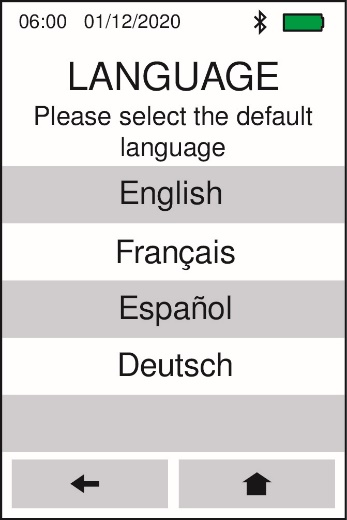 06:00 01/12/2020
LANGUAGE
Please select the default
language
English
Français
Español
Deutsch